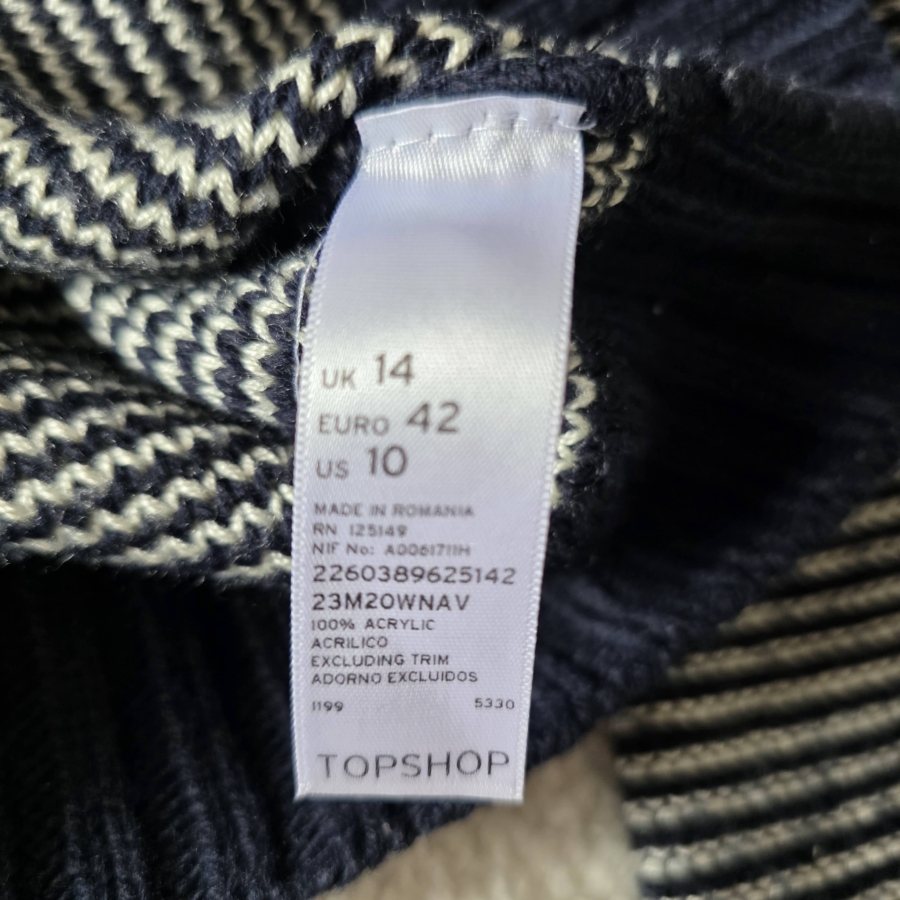 UK 14
EURO 42
US 10
MADE IN ROMANIA
RN 125149
NIF No: A0061711H
2260389625142
23M20WNAV
100% ACRYLIC
ACRILICO
EXCLUDING TRIM
ADORNO EXCLUIDOS
1199 5330
TOPSHOP